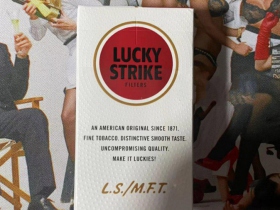 LUCKY
STRIKE
FILTERS
AN AMERICAN ORIGINAL SINCE 1871.
FINE TOBACCO. DISTINCTIVE SMOOTH TASTE.
UNCOMPROMISING QUALITY.
MAKE IT LUCKIES!
L.S./M.F.T.